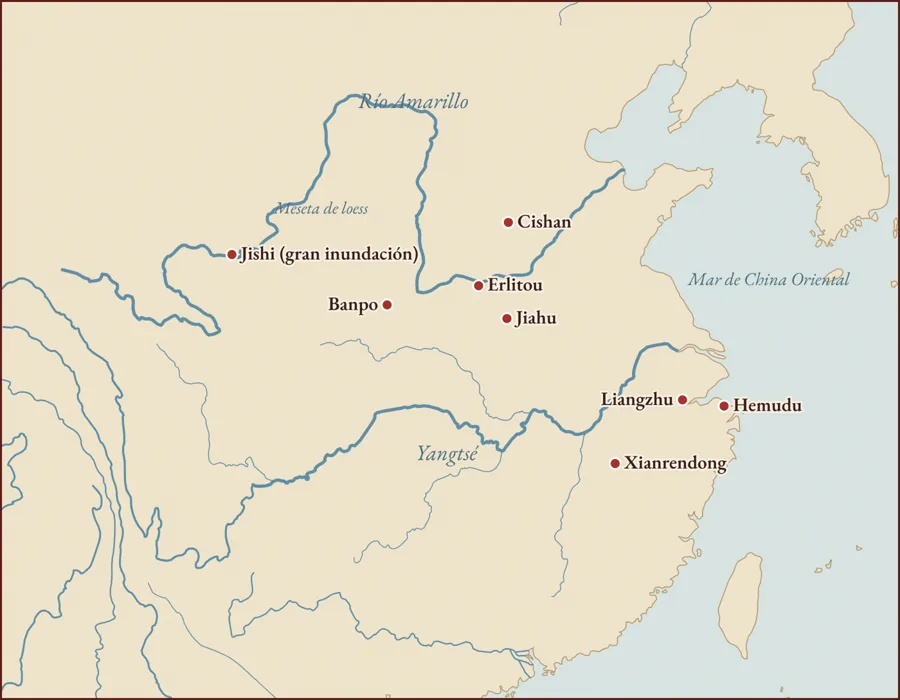 Río Amarillo
Meseta de loess
Cishan
Jishi (gran inundación)
Mar de China Oriental
Erlitou
Banpo
Jiahu
Liangzhu
Hemudu
Yangtsé
Xianrendong